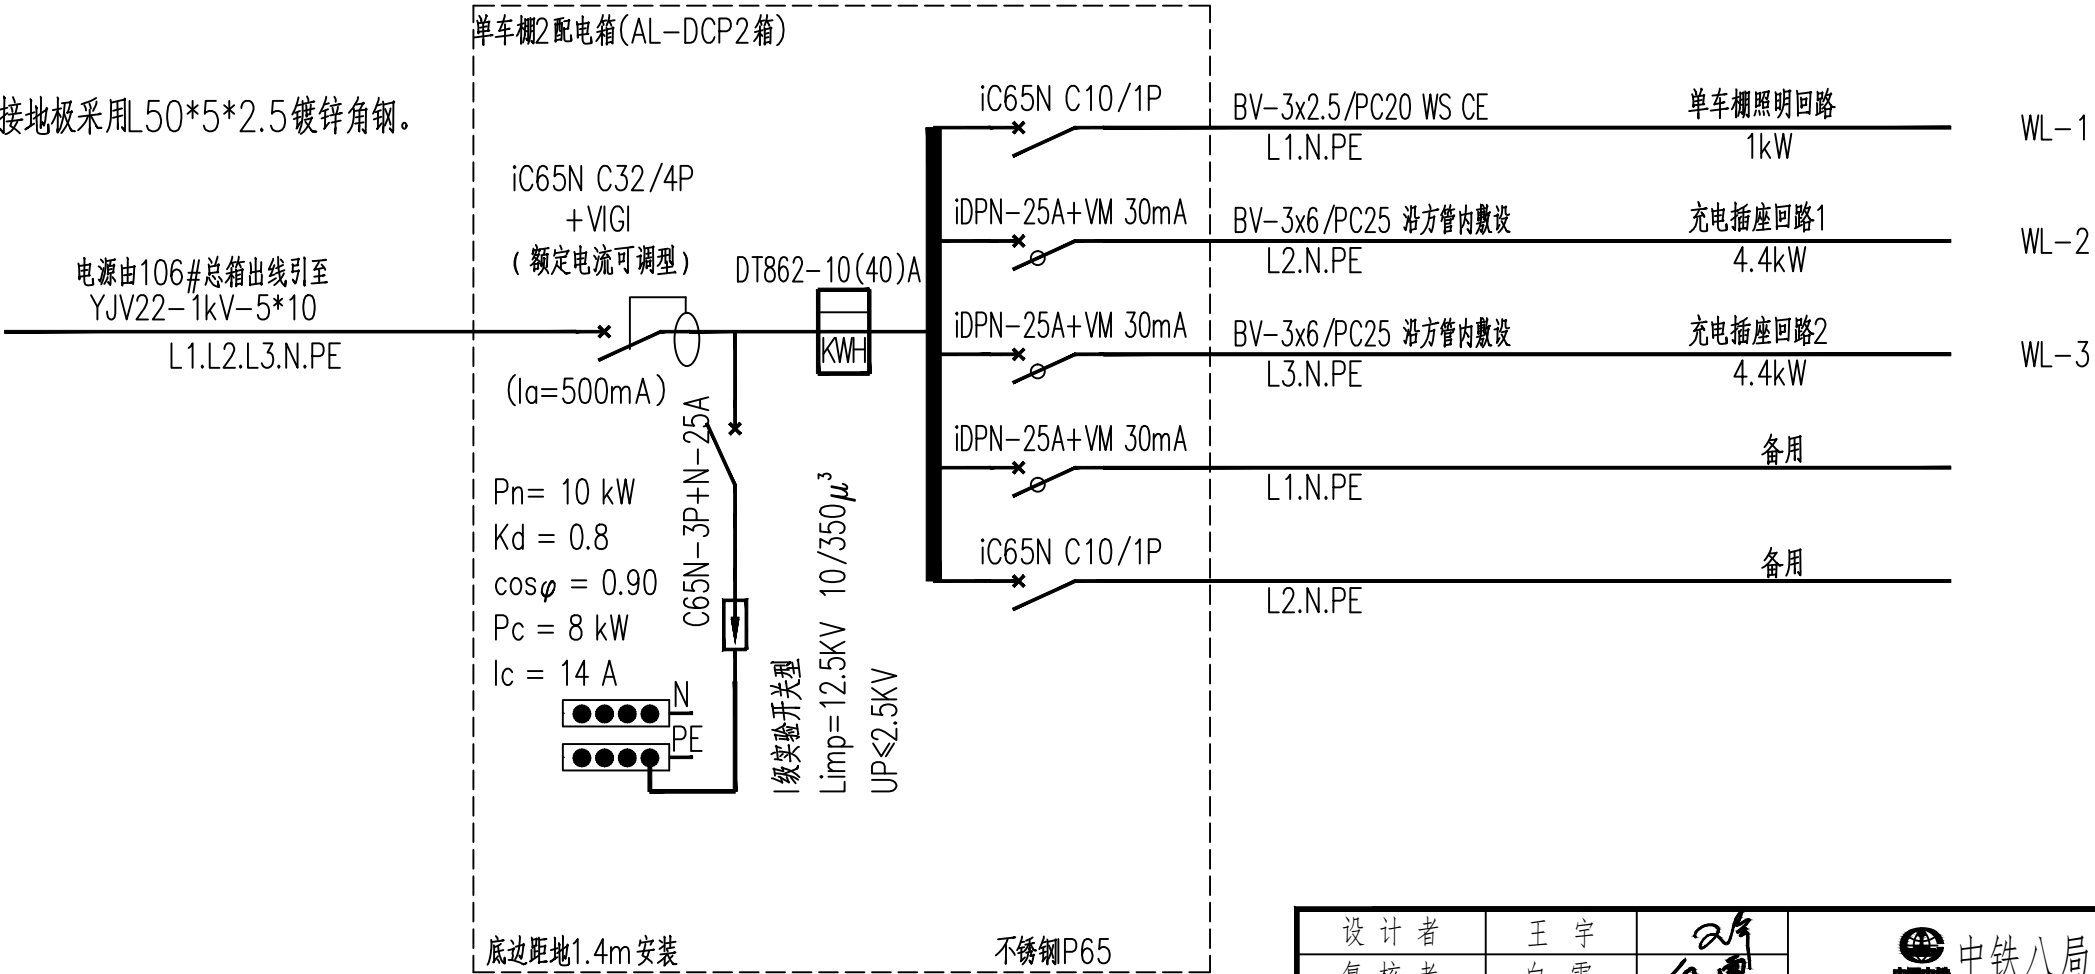 单车棚2配电箱(AL-DCP2箱)
接地极采用L50*5*2.5镀锌角钢。
电源由106#总箱出线引至
YJV22-1kV-5*10
L1.L2.L3.N.PE
iC65N C32/4P
+VIGI
(额定电流可调型)
(Ia=500mA)
DT862-10(40)A
KWH
C65N-3P+N-25A
Pn= 10 kW
Kd = 0.8
cosφ = 0.90
Pc = 8 kW
Ic = 14 A
N
PE
I级实验开关型
Limp=12.5KV 10/350μ³
UP≤2.5KV
iC65N C10/1P
BV-3x2.5/PC20 WS CE
单车棚照明回路
L1.N.PE
1kW
WL-1
iDPN-25A+VM 30mA
BV-3x6/PC25 沿方管内敷设
充电插座回路1
L2.N.PE
4.4kW
WL-2
iDPN-25A+VM 30mA
BV-3x6/PC25 沿方管内敷设
充电插座回路2
L3.N.PE
4.4kW
WL-3
iDPN-25A+VM 30mA
备用
L1.N.PE
iC65N C10/1P
备用
L2.N.PE
底边距地1.4m安装
不锈钢IP65
设计者
王宇
中铁八局